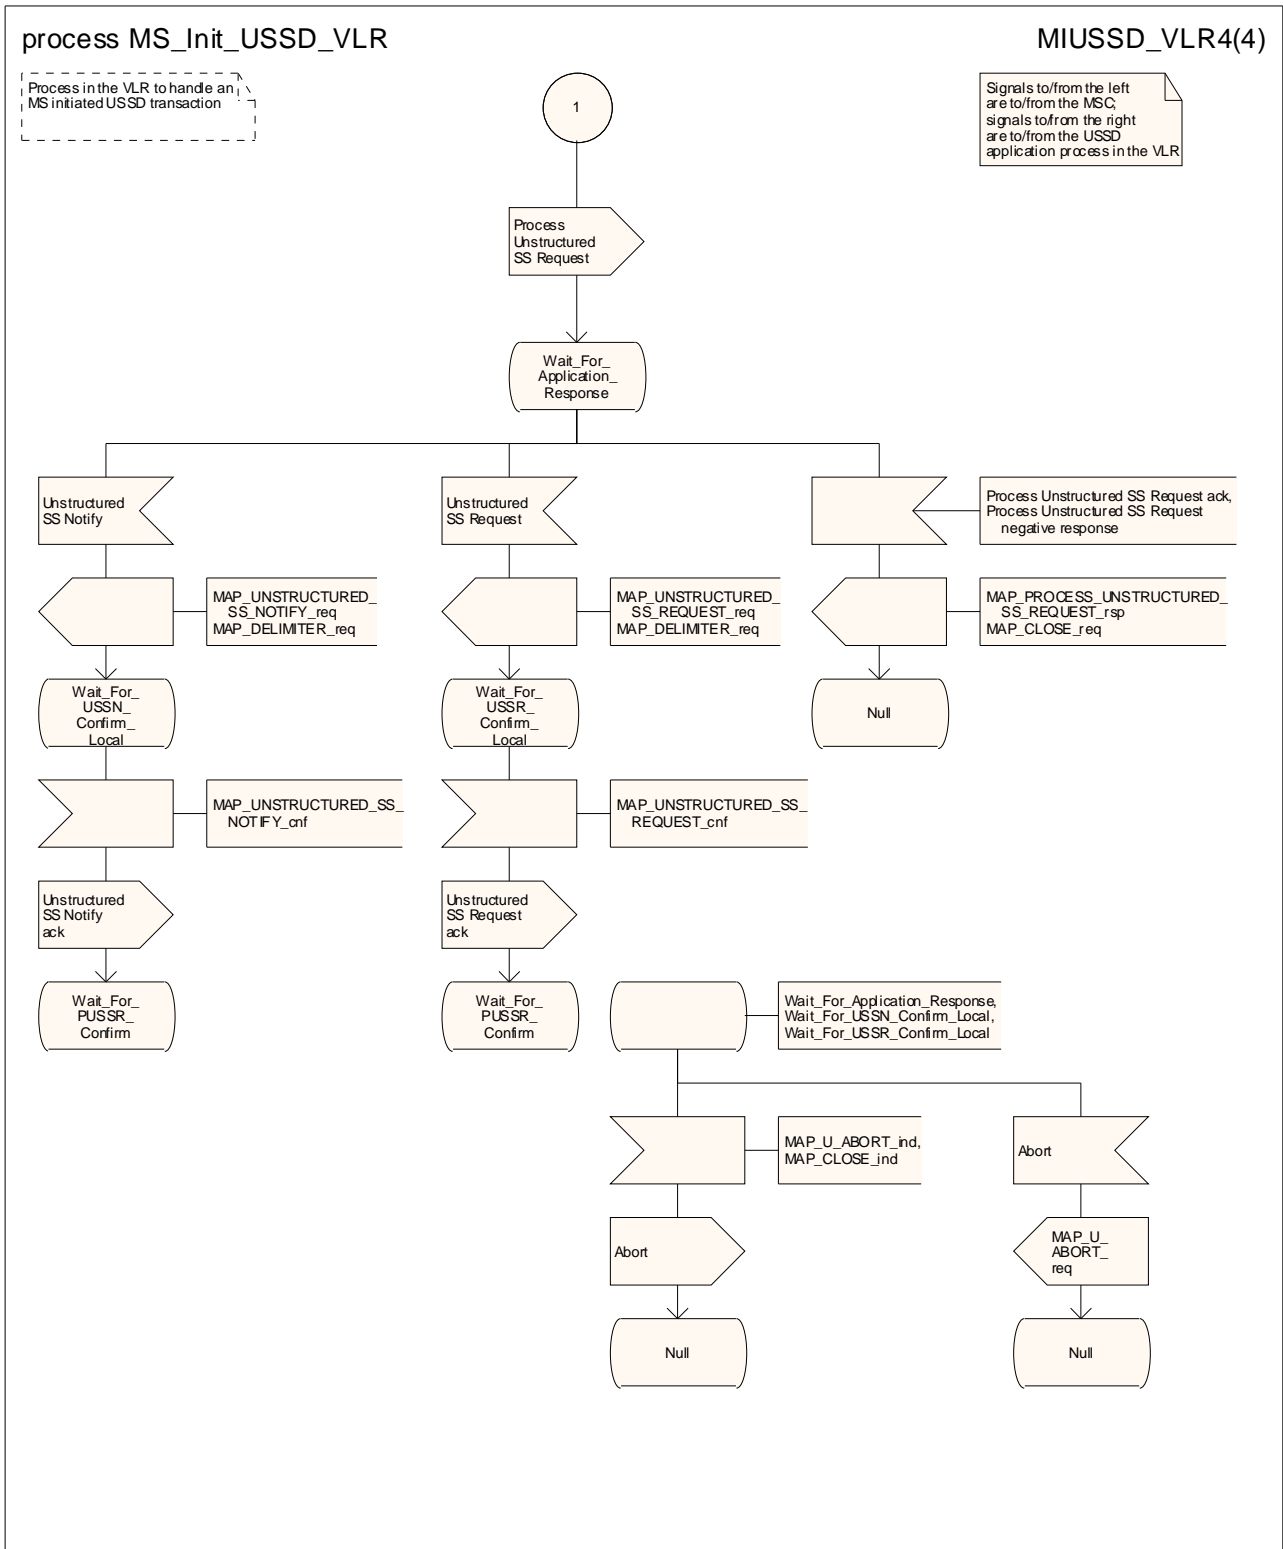 process MS_Init_USSD_VLR
MIUSSD_VLR4(4)
Process in the VLR to handle an
MS initiated USSD transaction
1
Signals to/from the left
are to/from the MSC;
signals to/from the right
are to/from the USSD
application process in the VLR
Process
Unstructured
SS Request
Wait_For_
Application_
Response
Unstructured
SS Notify
Unstructured
SS Request
Process Unstructured SS Request ack,
Process Unstructured SS Request
negative response
MAP_UNSTRUCTURED_
SS_NOTIFY_req
MAP_DELIMITER_req
MAP_UNSTRUCTURED_
SS_REQUEST_req
MAP_DELIMITER_req
MAP_PROCESS_UNSTRUCTURED_
SS_REQUEST_rsp
MAP_CLOSE_req
Wait_For_
USSN_
Confirm_
Local
Wait_For_
USSR_
Confirm_
Local
Null
MAP_UNSTRUCTURED_SS_
NOTIFY_cnf
MAP_UNSTRUCTURED_SS_
REQUEST_cnf
Unstructured
SS Notify
ack
Unstructured
SS Request
ack
Wait_For_
PUSSR_
Confirm
Wait_For_
PUSSR_
Confirm
Wait_For_Application_Response,
Wait_For_USSN_Confirm_Local,
Wait_For_USSR_Confirm_Local
MAP_U_ABORT_ind,
MAP_CLOSE_ind
Abort
Abort
MAP_U_
ABORT_
req
Null
Null